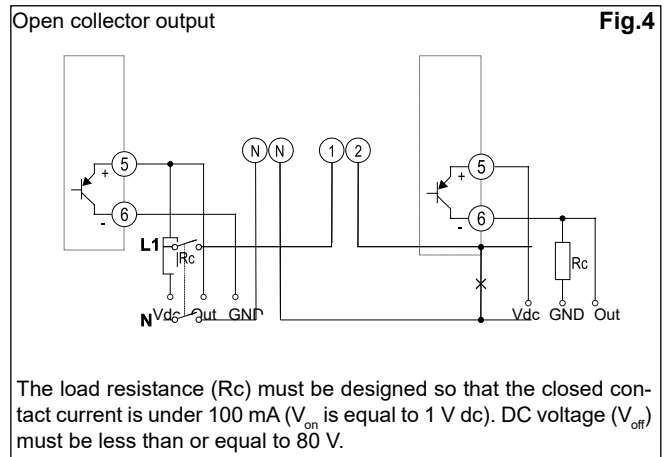 Open collector output Fig.4
N N 1 2
5 5
+ +
6 6
- -
L1 Rc Rc
N Vdc Out GND Vdc GND Out
The load resistance (Rc) must be designed so that the closed con-
tact current is under 100 mA (Von is equal to 1 V dc). DC voltage (Voff)
must be less than or equal to 80 V.